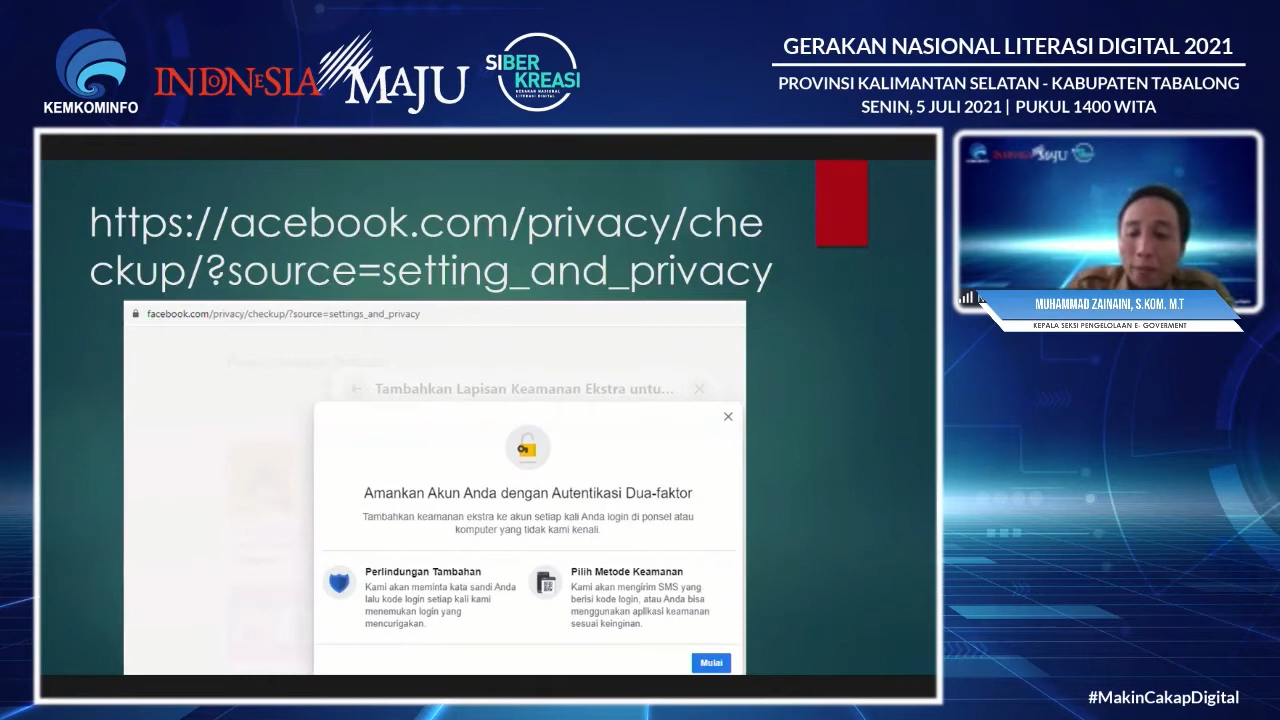 KEMKOMINFO
INDONESIA MAJU
SIBER
KREASI
GERAKAN NASIONAL
LITERASI DIGITAL
GERAKAN NASIONAL LITERASI DIGITAL 2021
PROVINSI KALIMANTAN SELATAN - KABUPATEN TABALONG
SENIN, 5 JULI 2021 | PUKUL 1400 WITA
https://acebook.com/privacy/che
ckup/?source=setting_and_privacy
facebook.com/privacy/checkup/?source=settings_and_privacy
Tambahkan Lapisan Keamanan Ekstra untu...
Amankan Akun Anda dengan Autentikasi Dua-faktor
Tambahkan keamanan ekstra ke akun setiap kali Anda login di ponsel atau
komputer yang tidak kami kenali.
Perlindungan Tambahan
Kami akan meminta kata sandi Anda
lalu kode login setiap kali kami
menemukan login yang
mencurigakan.
Pilih Metode Keamanan
Kami akan mengirim SMS yang
berisi kode login, atau Anda bisa
menggunakan aplikasi keamanan
sesuai keinginan.
Mulai
MUHAMMAD ZAINAINI, S.KOM. M.T
KEPALA SEKSI PENGELOLAAN E- GOVERMENT
#MakinCakapDigital